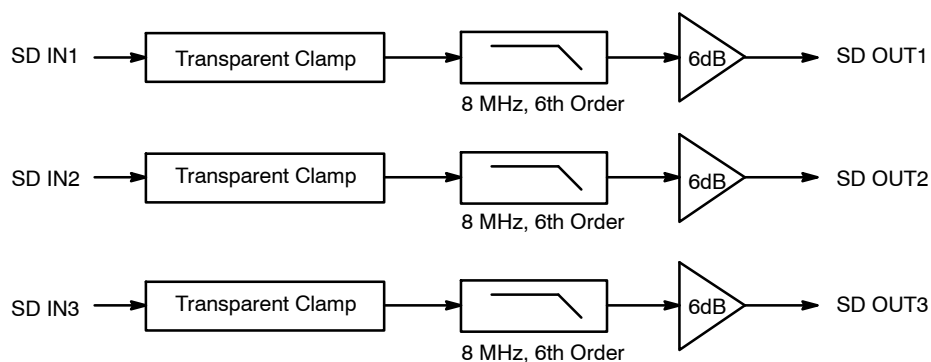 SD IN1 Transparent Clamp 6dB SD OUT1
8 MHz, 6th Order
SD IN2 Transparent Clamp 6dB SD OUT2
8 MHz, 6th Order
SD IN3 Transparent Clamp 6dB SD OUT3
8 MHz, 6th Order